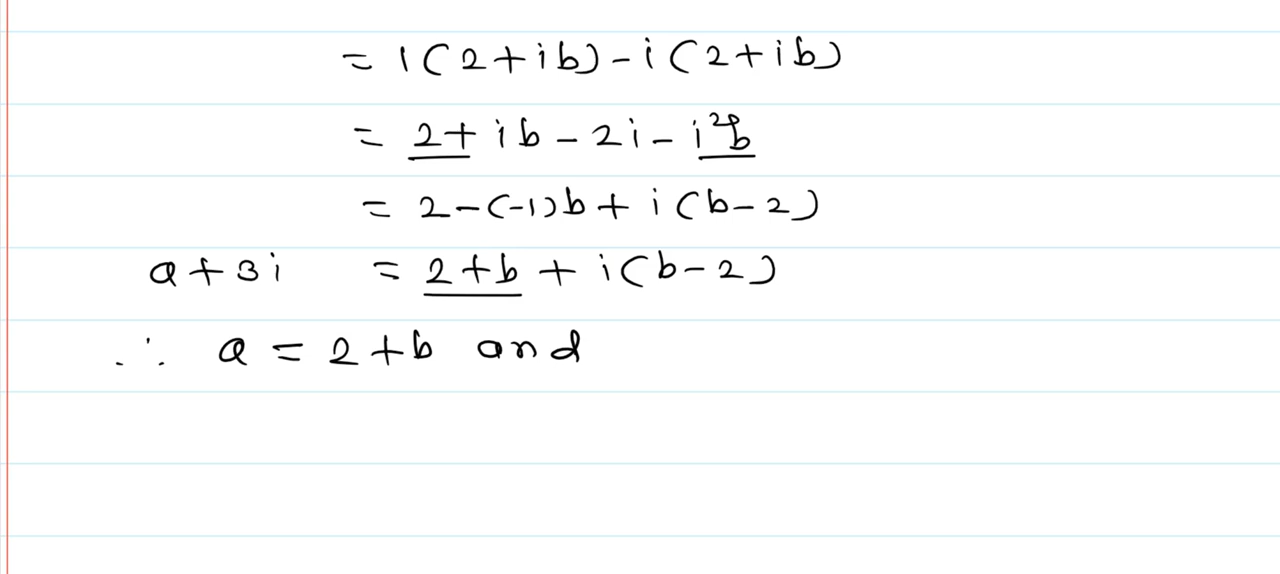 = 1(2+ib)-i(2+ib)
= 2+ib-2i-i²b
= 2-(-1)b+i(b-2)
a+3i = 2+b+i(b-2)
∴ a = 2+b and